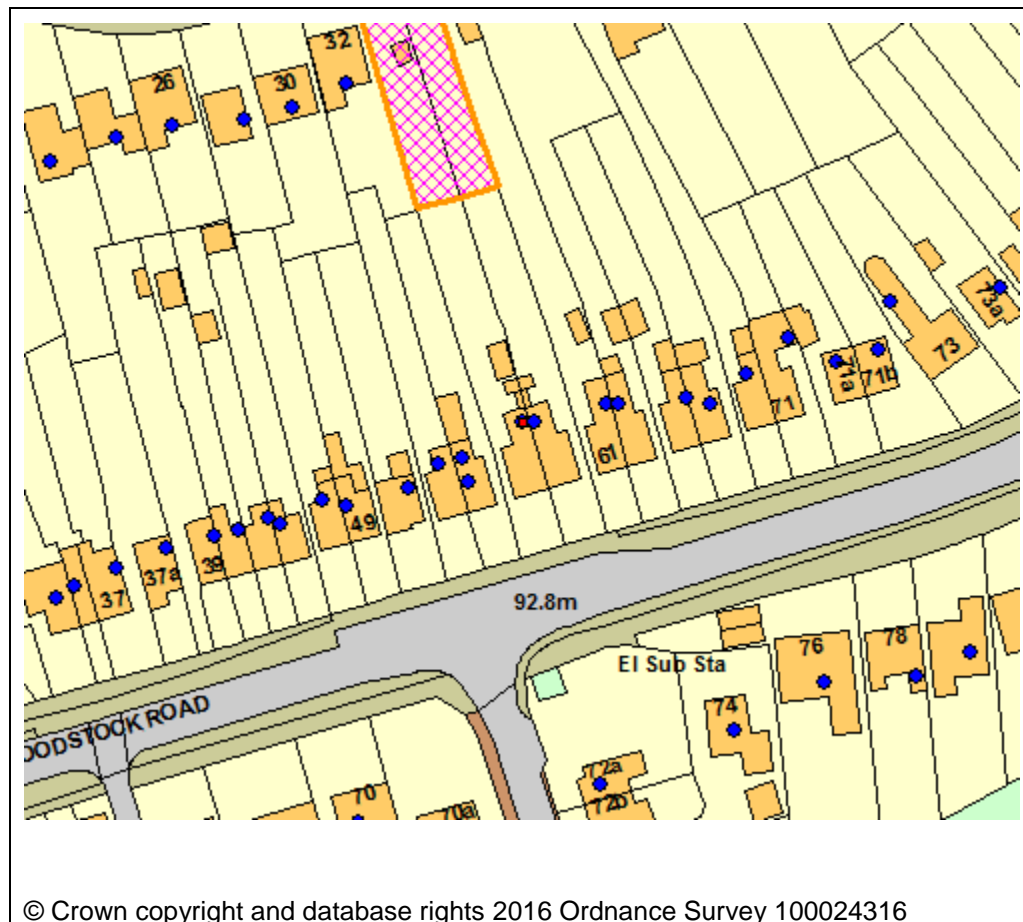 32
26
30
73a
73
71a
71b
71
61
49
39
37a
37
92.8m
El Sub Sta
76
78
OODSTOCK ROAD
74
72a
70
72b
70a
© Crown copyright and database rights 2016 Ordnance Survey 100024316